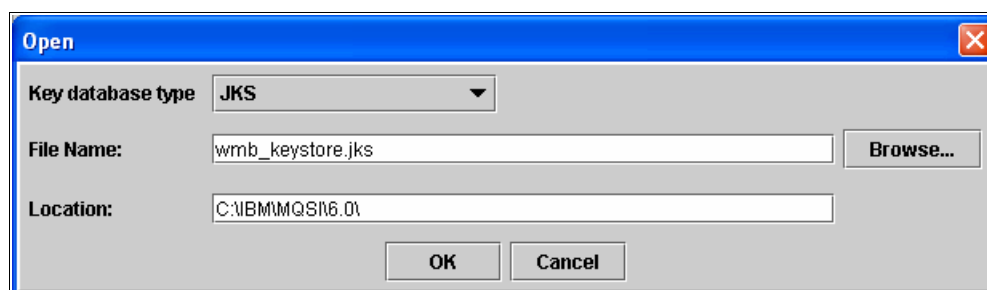 Open
Key database type JKS
File Name: wmb_keystore.jks Browse...
Location: C:\IBM\MQSI\6.0\
OK Cancel